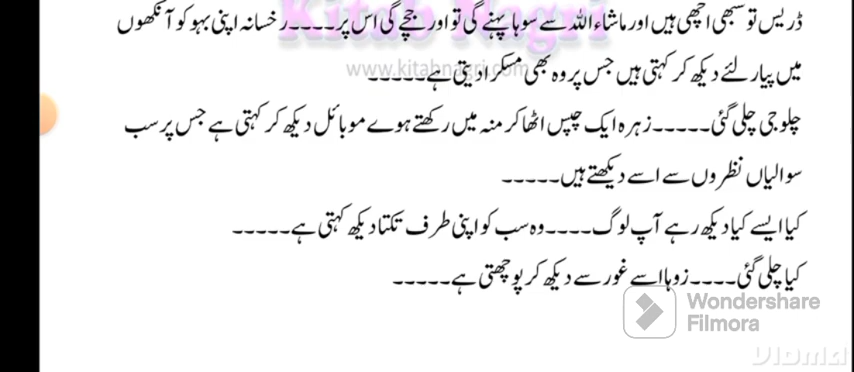 ڈریس تو سبھی اچھی ہیں اور ماشاءاللہ سے سوہا پہنے گی تو اور جچے گی اس پر۔۔۔۔ رخسانہ اپنی بہو کو آنکھوں
Kitab Nagri
میں پیار لئے دیکھ کر کہتی ہیں جس پر وہ بھی مسکرا دیتی ہے۔۔۔۔۔
www.kitabnagri.com
چلو جی چلی گئی۔۔۔۔۔ زہرہ ایک چپس اٹھا کر منہ میں رکھتے ہوے موبائل دیکھ کر کہتی ہے جس پر سب
سوالیاں نظروں سے اسے دیکھتے ہیں۔۔۔۔۔
کیا ایسے کیا دیکھ رہے آپ لوگ۔۔۔۔ وہ سب کو اپنی طرف تکتا دیکھ کہتی ہے۔۔۔۔۔
کیا چلی گئی۔۔۔۔ زوہا اسے غور سے دیکھ کر پوچھتی ہے۔۔۔۔۔
Wondershare
Filmora